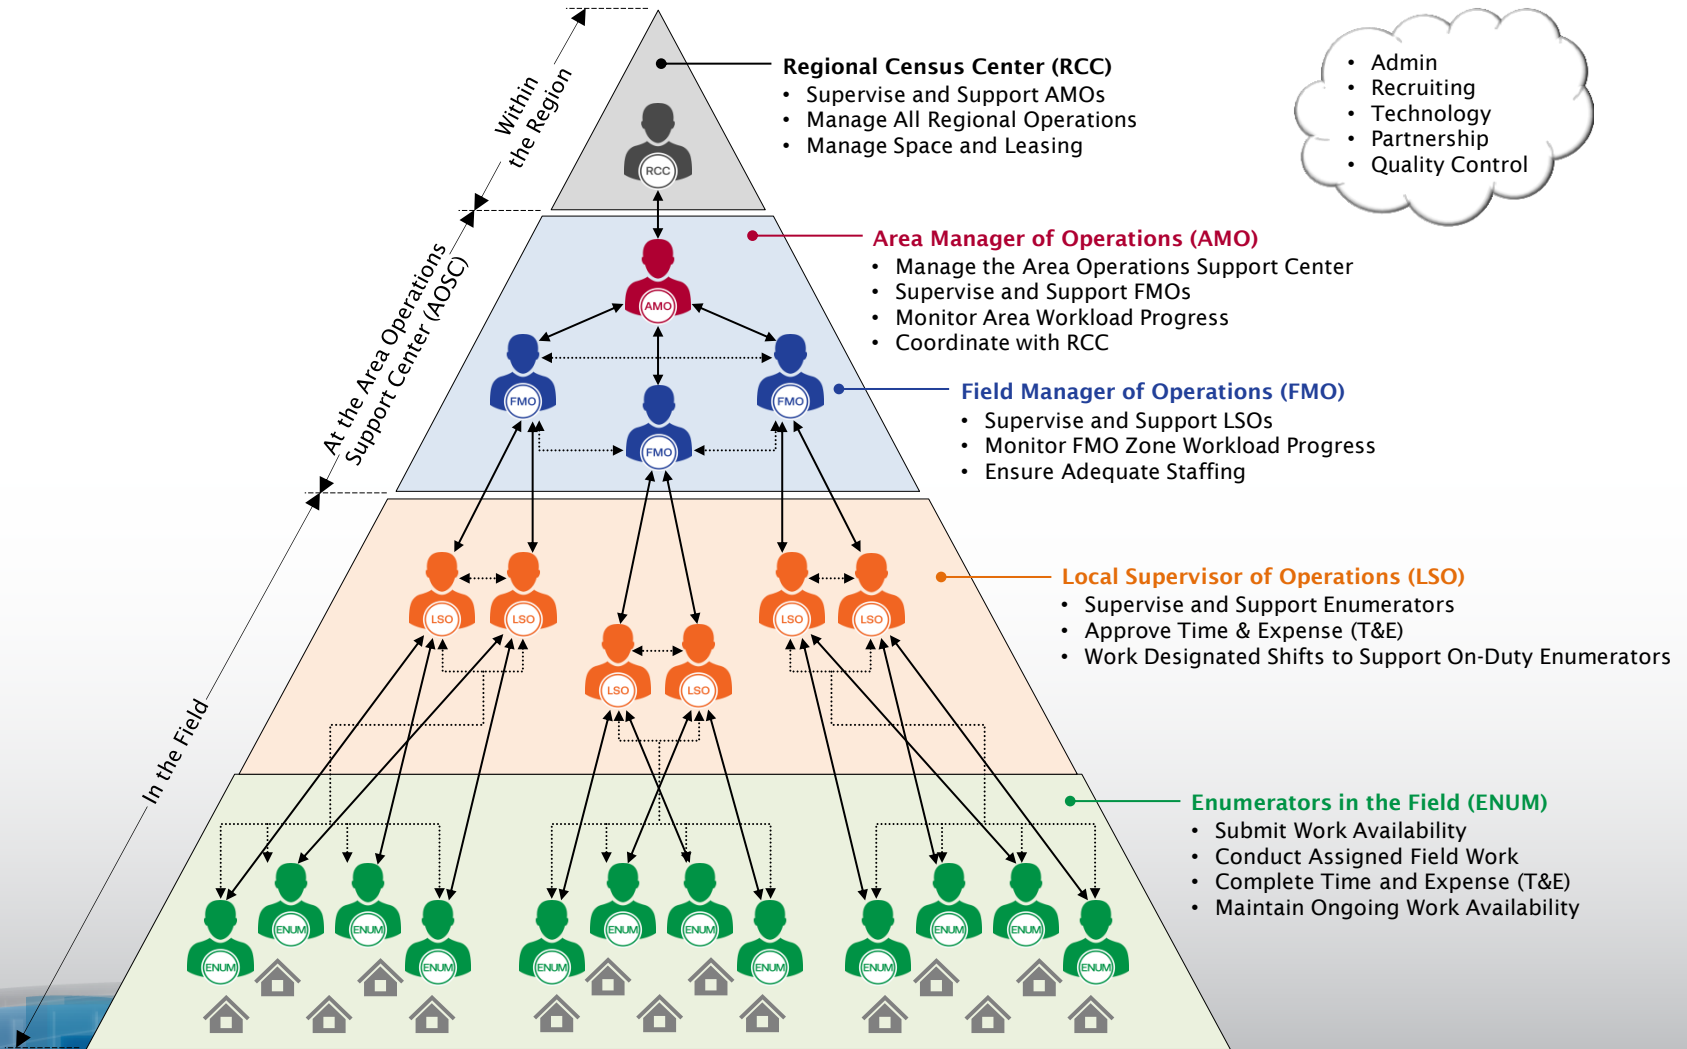 Within
the Region
At the Area Operations
Support Center (AOSC)
In the Field
Regional Census Center (RCC)
• Supervise and Support AMOs
• Manage All Regional Operations
• Manage Space and Leasing
• Admin
• Recruiting
• Technology
• Partnership
• Quality Control
RCC
Area Manager of Operations (AMO)
• Manage the Area Operations Support Center
• Supervise and Support FMOs
• Monitor Area Workload Progress
• Coordinate with RCC
AMO
Field Manager of Operations (FMO)
• Supervise and Support LSOs
• Monitor FMO Zone Workload Progress
• Ensure Adequate Staffing
FMO
FMO
FMO
Local Supervisor of Operations (LSO)
• Supervise and Support Enumerators
• Approve Time & Expense (T&E)
• Work Designated Shifts to Support On-Duty Enumerators
LSO
LSO
LSO
LSO
LSO
LSO
Enumerators in the Field (ENUM)
• Submit Work Availability
• Conduct Assigned Field Work
• Complete Time and Expense (T&E)
• Maintain Ongoing Work Availability
ENUM
ENUM
ENUM
ENUM
ENUM
ENUM
ENUM
ENUM
ENUM
ENUM
ENUM
ENUM